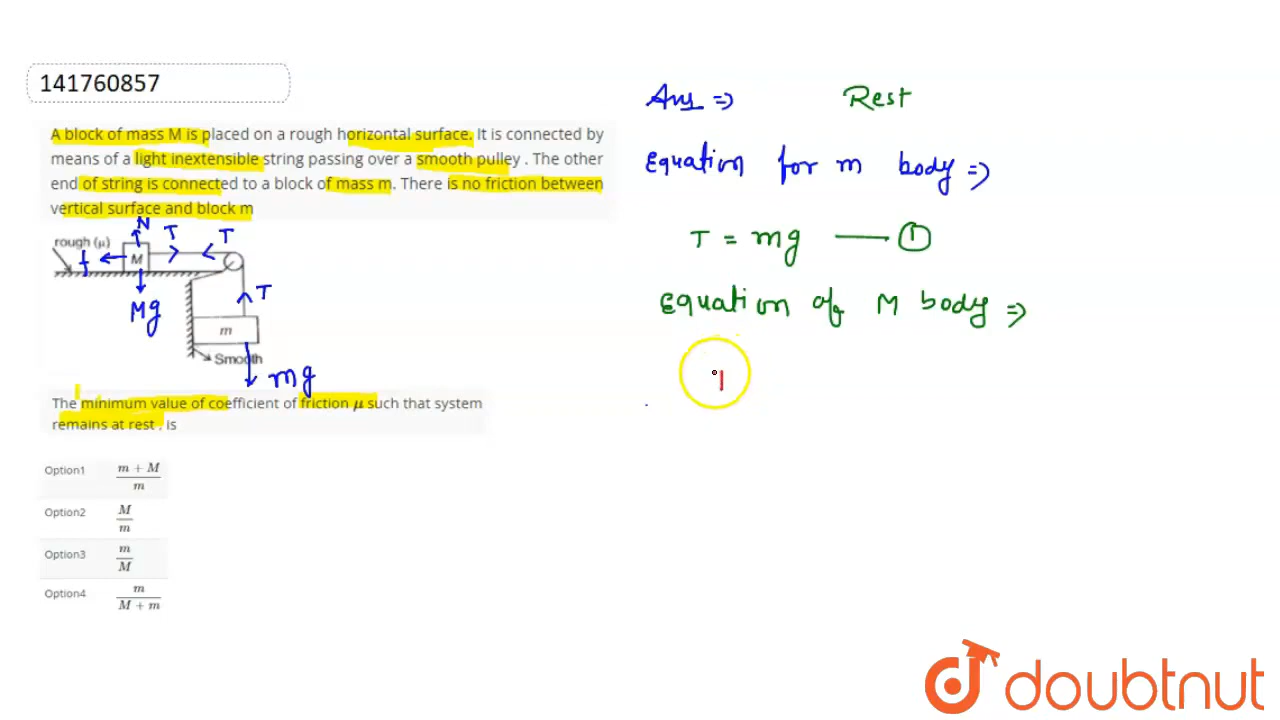 141760857
A block of mass M is placed on a rough horizontal surface. It is connected by
means of a light inextensible string passing over a smooth pulley . The other
end of string is connected to a block of mass m. There is no friction between
vertical surface and block m
rough (μ)
N
T
T
f
M
Mg
T
m
Smooth
mg
The minimum value of coefficient of friction μ such that system
remains at rest . is
Option1 m + M / m
Option2 M / m
Option3 m / M
Option4 m / M + m
Ans ⇒ Rest
Equation for m body ⇒
T = mg —— ①
Equation of M body ⇒
doubtnut